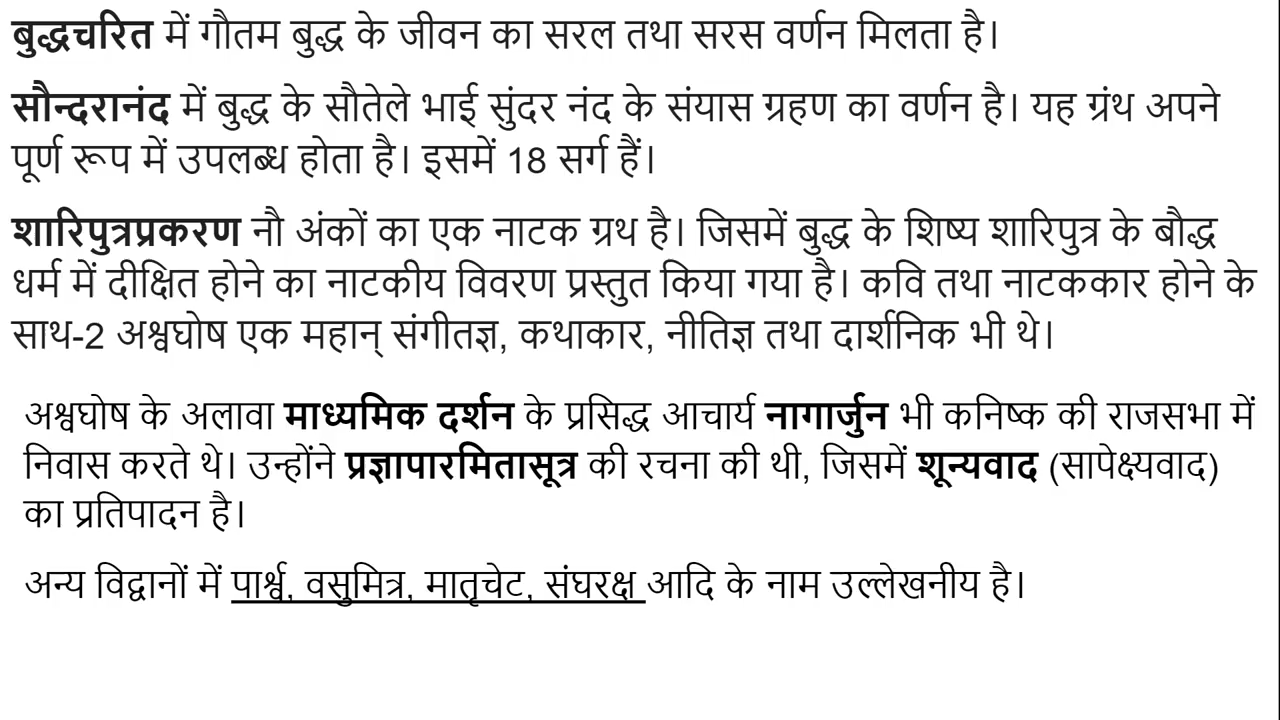 बुद्धचरित में गौतम बुद्ध के जीवन का सरल तथा सरस वर्णन मिलता है।
सौन्दरानंद में बुद्ध के सौतेले भाई सुंदर नंद के संयास ग्रहण का वर्णन है। यह ग्रंथ अपने
पूर्ण रूप में उपलब्ध होता है। इसमें 18 सर्ग हैं।
शारिपुत्रप्रकरण नौ अंकों का एक नाटक ग्रथ है। जिसमें बुद्ध के शिष्य शारिपुत्र के बौद्ध
धर्म में दीक्षित होने का नाटकीय विवरण प्रस्तुत किया गया है। कवि तथा नाटककार होने के
साथ-2 अश्वघोष एक महान् संगीतज्ञ, कथाकार, नीतिज्ञ तथा दार्शनिक भी थे।
अश्वघोष के अलावा माध्यमिक दर्शन के प्रसिद्ध आचार्य नागार्जुन भी कनिष्क की राजसभा में
निवास करते थे। उन्होंने प्रज्ञापारमितासूत्र की रचना की थी, जिसमें शून्यवाद (सापेक्ष्यवाद)
का प्रतिपादन है।
अन्य विद्वानों में पार्श्व, वसुमित्र, मातृचेट, संघरक्ष आदि के नाम उल्लेखनीय है।